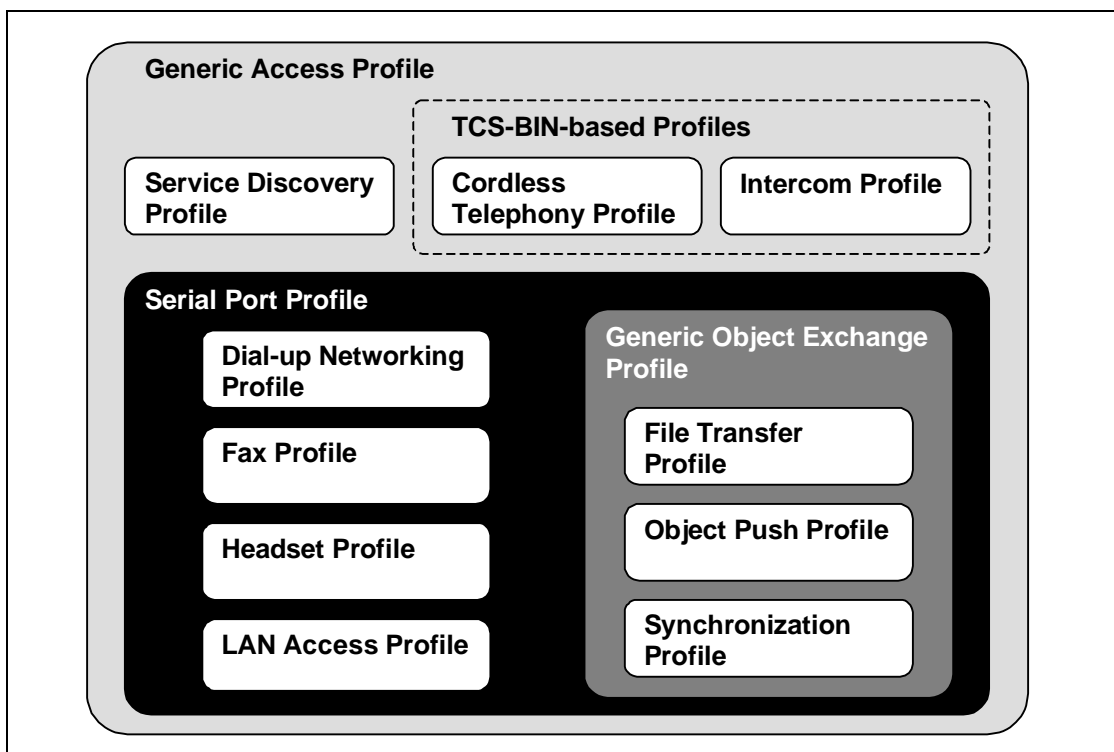 Generic Access Profile
TCS-BIN-based Profiles
Service Discovery
Profile
Cordless
Telephony Profile
Intercom Profile
Serial Port Profile
Dial-up Networking
Profile
Fax Profile
Headset Profile
LAN Access Profile
Generic Object Exchange
Profile
File Transfer
Profile
Object Push Profile
Synchronization
Profile